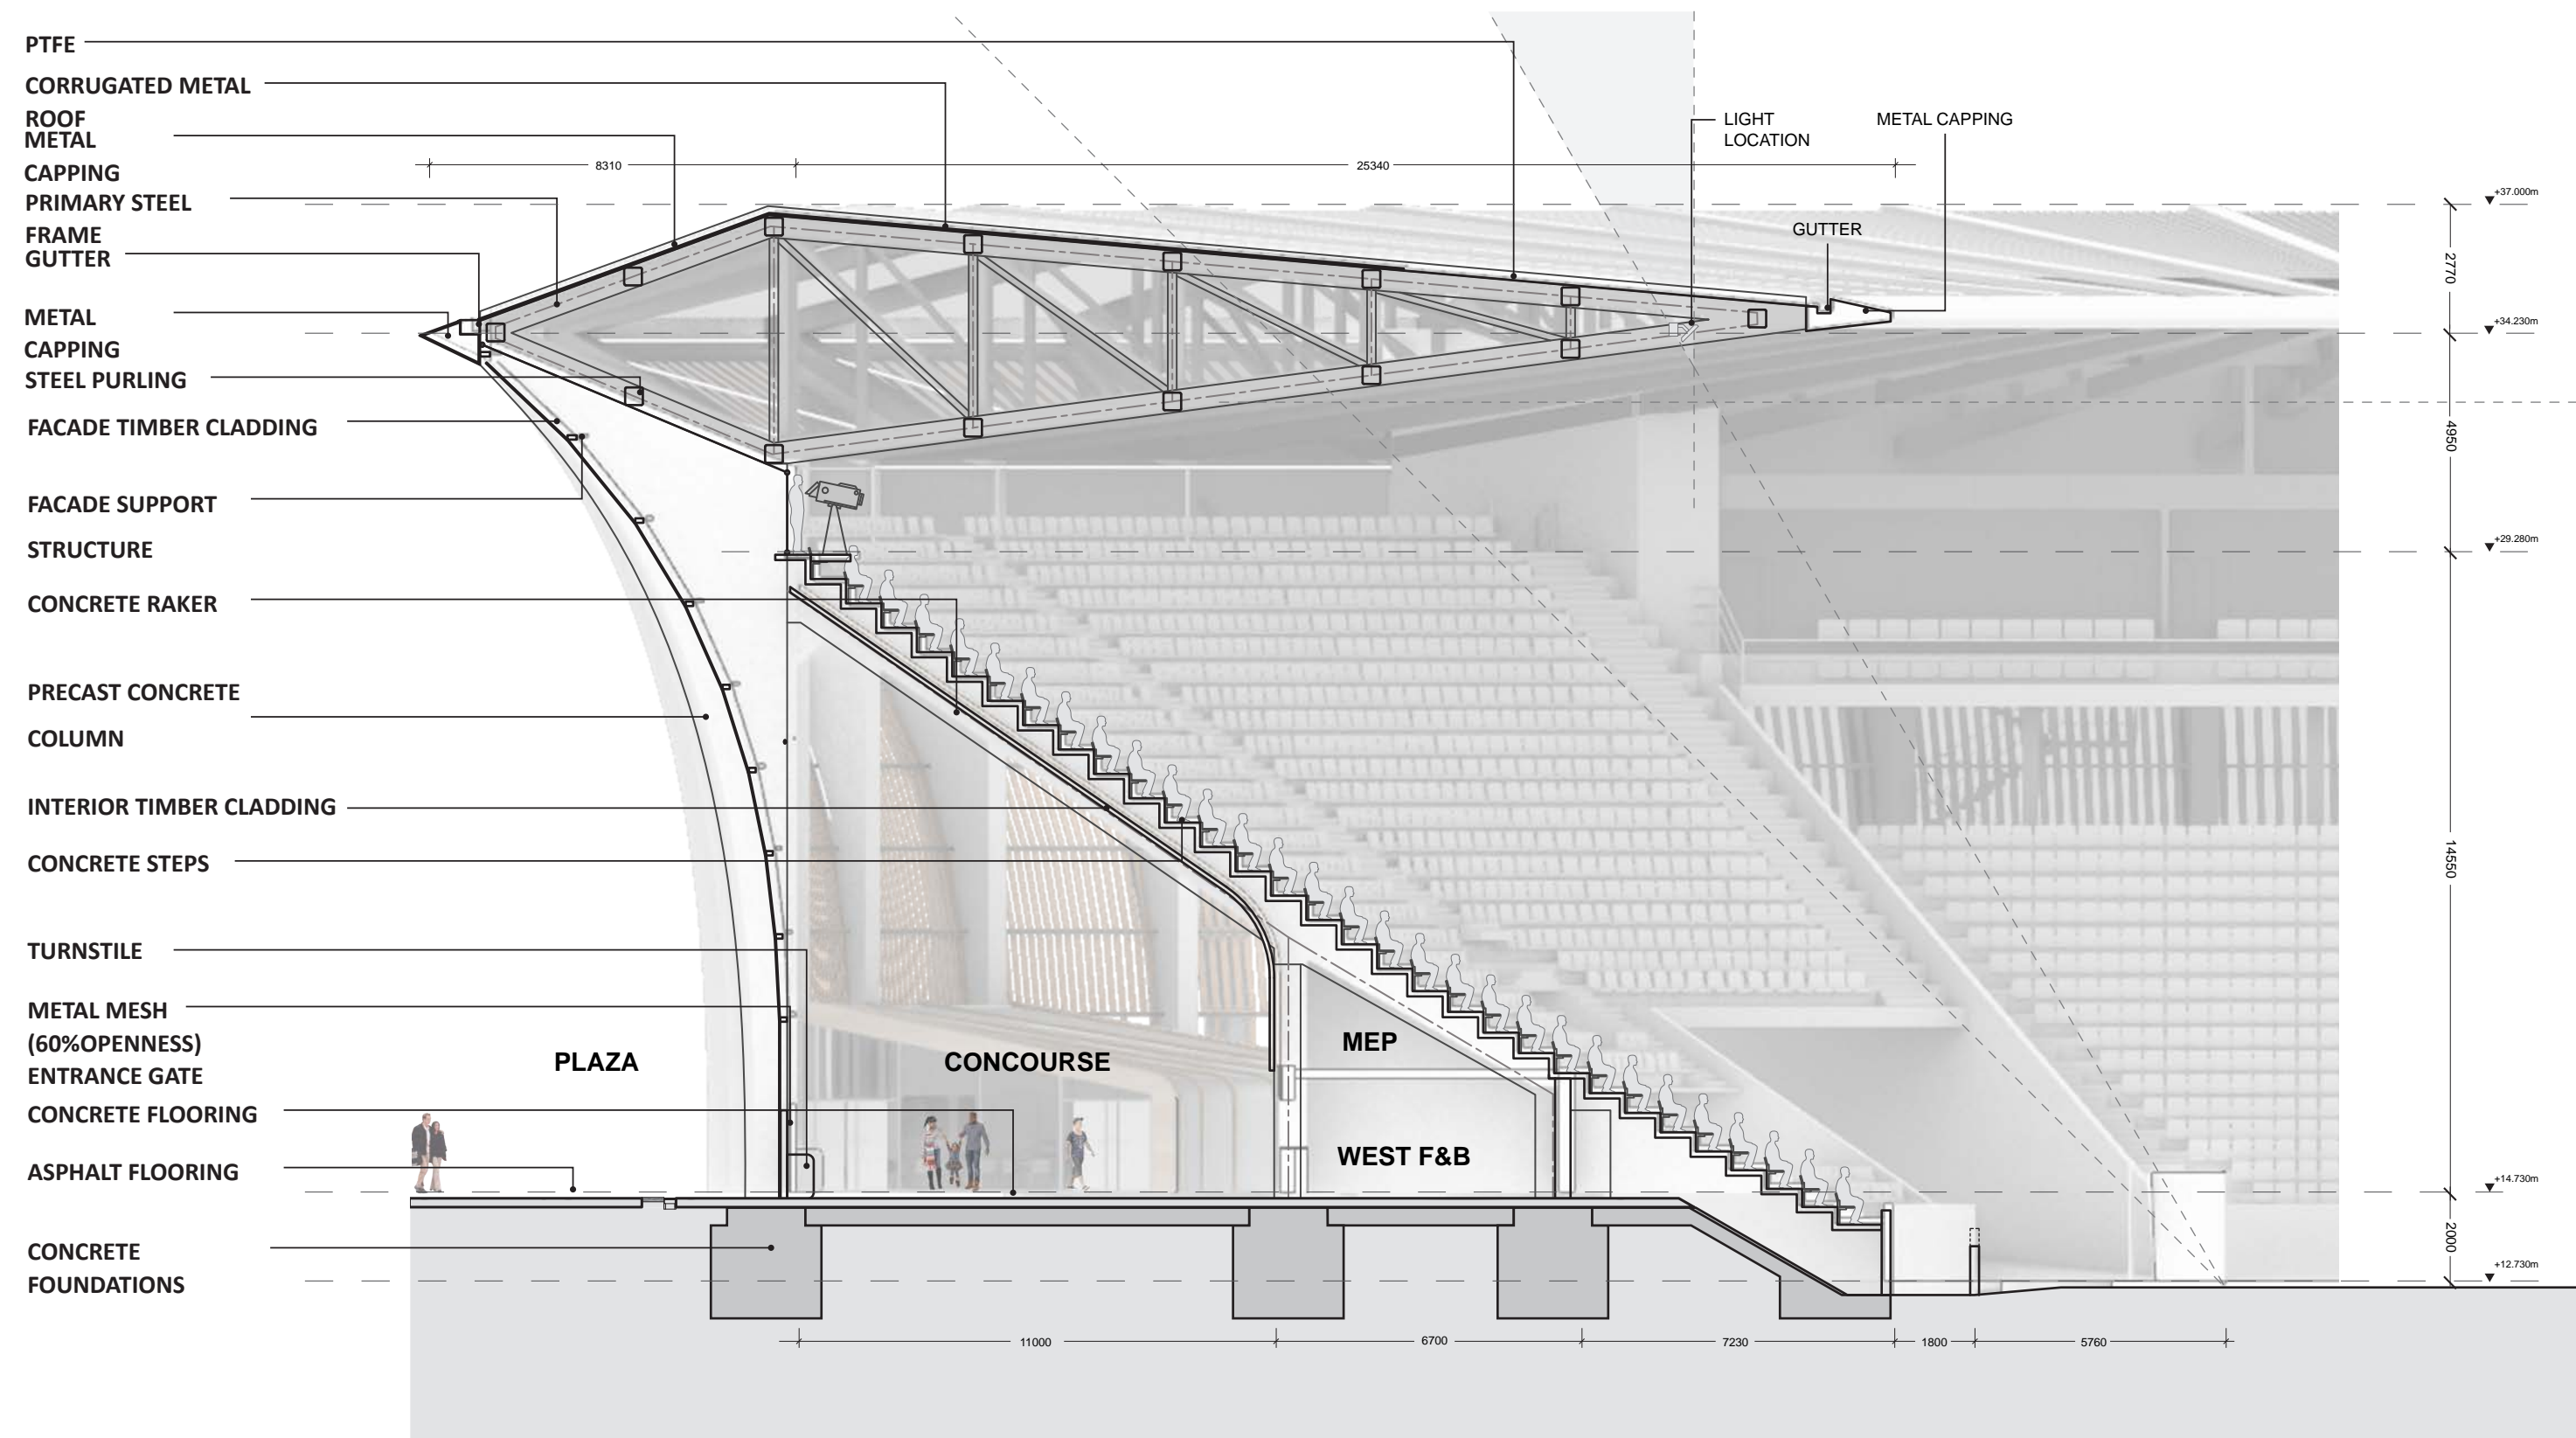 PTFE
CORRUGATED METAL
ROOF
METAL
CAPPING
PRIMARY STEEL
FRAME
GUTTER
METAL
CAPPING
STEEL PURLING
FACADE TIMBER CLADDING
FACADE SUPPORT
STRUCTURE
CONCRETE RAKER
PRECAST CONCRETE
COLUMN
INTERIOR TIMBER CLADDING
CONCRETE STEPS
TURNSTILE
METAL MESH
(60%OPENNESS)
ENTRANCE GATE
CONCRETE FLOORING
ASPHALT FLOORING
CONCRETE
FOUNDATIONS
8310
25340
LIGHT
LOCATION
METAL CAPPING
GUTTER
PLAZA
CONCOURSE
MEP
WEST F&B
+37.000m
2770
+34.230m
4950
+29.280m
14550
+14.730m
2000
+12.730m
11000
6700
7230
1800
5760